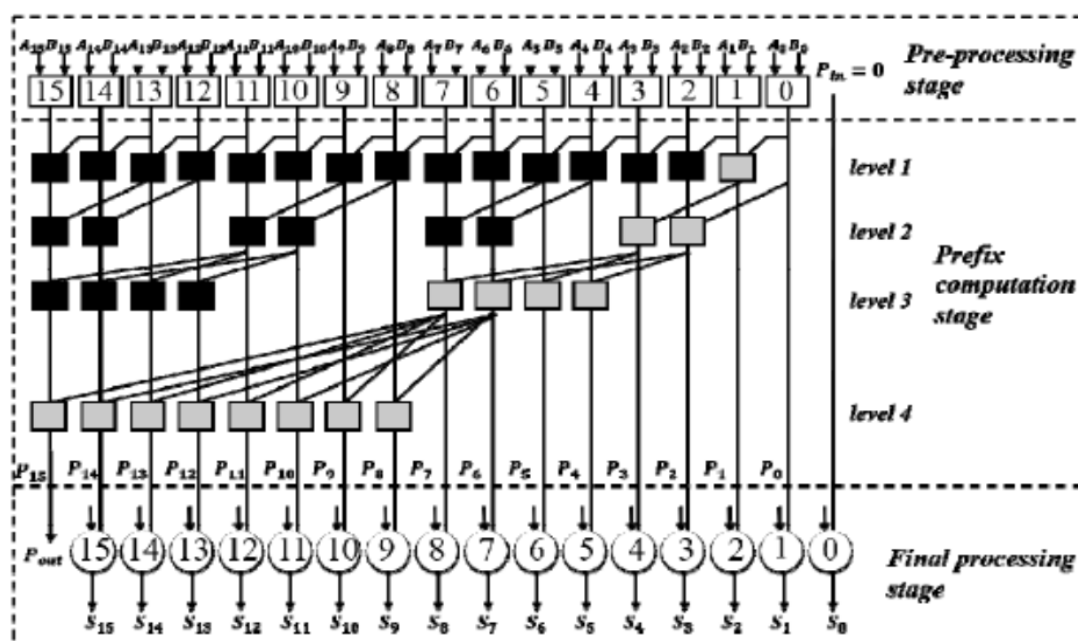 A₁₅B₁₅ A₁₄B₁₄ A₁₃B₁₃ A₁₂B₁₂ A₁₁B₁₁ A₁₀B₁₀ A₉B₉ A₈B₈ A₇B₇ A₆B₆ A₅B₅ A₄B₄ A₃B₃ A₂B₂ A₁B₁ A₀B₀
Pᵢₙ = 0
Pre-processing
stage
15 14 13 12 11 10 9 8 7 6 5 4 3 2 1 0
level 1
level 2
level 3
Prefix
computation
stage
level 4
P₁₅ P₁₄ P₁₃ P₁₂ P₁₁ P₁₀ P₉ P₈ P₇ P₆ P₅ P₄ P₃ P₂ P₁ P₀
Pₒᵤₜ 15 14 13 12 11 10 9 8 7 6 5 4 3 2 1 0
Final processing
stage
S₁₅ S₁₄ S₁₃ S₁₂ S₁₁ S₁₀ S₉ S₈ S₇ S₆ S₅ S₄ S₃ S₂ S₁ S₀